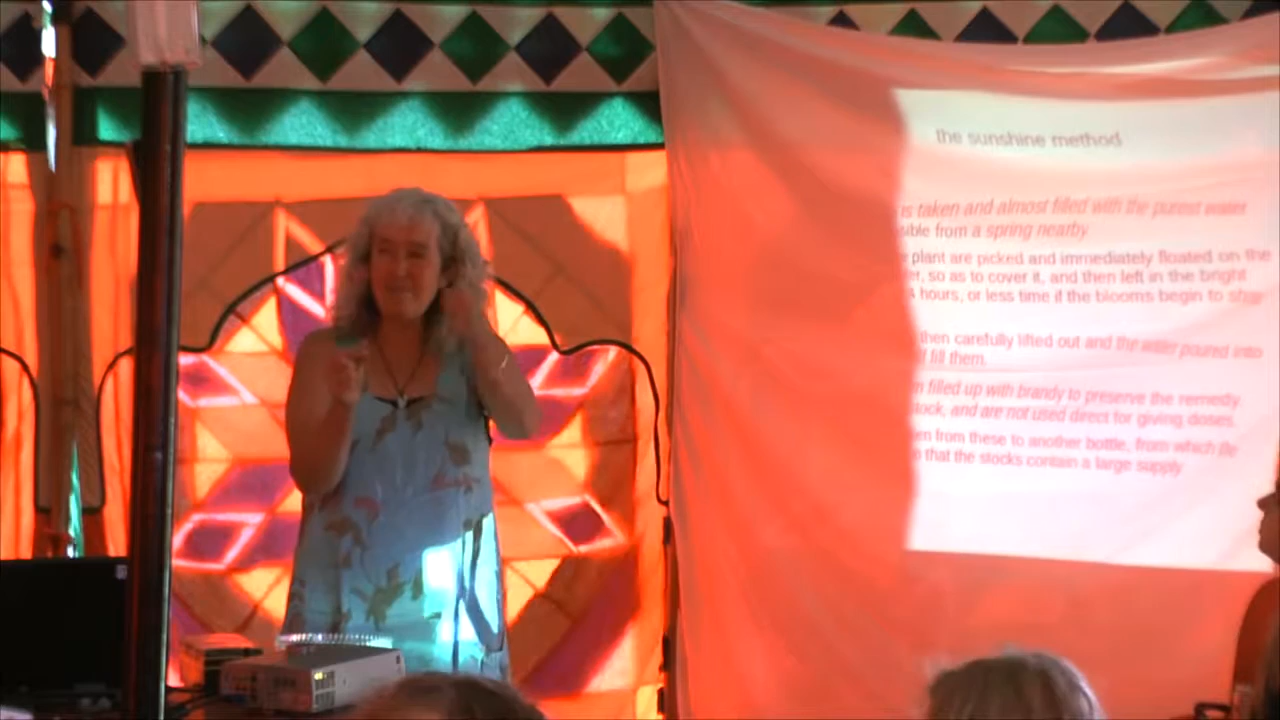 the sunshine method
is taken and almost filled with the purest water
from a spring nearby
plant are picked and immediately floated on the
so as to cover it, and then left in the bright
hours, or less time if the blooms begin to
then carefully lifted out and the water poured into
fill them.
filled up with brandy to preserve the remedy
stock, and are not used direct for giving doses.
from these to another bottle, from which the
that the stocks contain a large supply